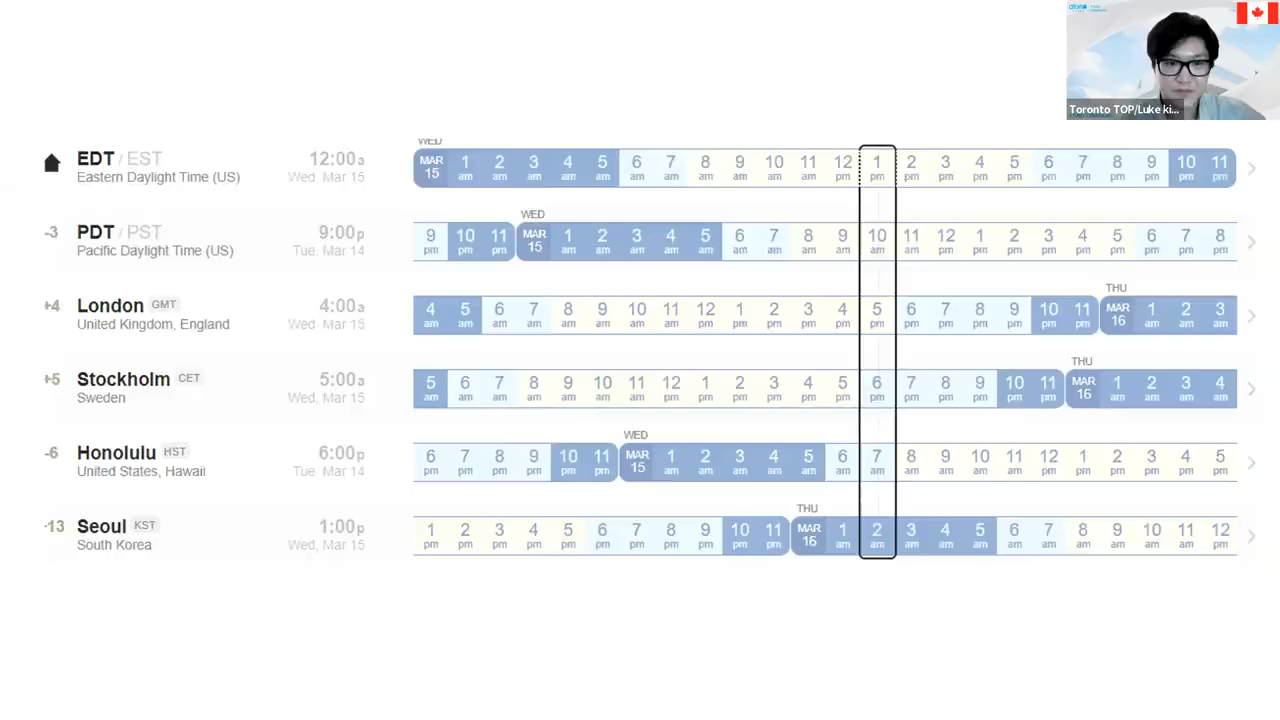 Toronto TOP/Luke ki...
WED
EDT / EST 12:00a
Eastern Daylight Time (US) Wed, Mar 15
MAR 15 1 am 2 am 3 am 4 am 5 am 6 am 7 am 8 am 9 am 10 am 11 am 12 pm 1 pm 2 pm 3 pm 4 pm 5 pm 6 pm 7 pm 8 pm 9 pm 10 pm 11 pm
WED
-3 PDT / PST 9:00p
Pacific Daylight Time (US) Tue, Mar 14
9 pm 10 pm 11 pm MAR 15 1 am 2 am 3 am 4 am 5 am 6 am 7 am 8 am 9 am 10 am 11 am 12 pm 1 pm 2 pm 3 pm 4 pm 5 pm 6 pm 7 pm 8 pm
THU
+4 London GMT 4:00a
United Kingdom, England Wed, Mar 15
4 am 5 am 6 am 7 am 8 am 9 am 10 am 11 am 12 pm 1 pm 2 pm 3 pm 4 pm 5 pm 6 pm 7 pm 8 pm 9 pm 10 pm 11 pm MAR 16 1 am 2 am 3 am
THU
+5 Stockholm CET 5:00a
Sweden Wed, Mar 15
5 am 6 am 7 am 8 am 9 am 10 am 11 am 12 pm 1 pm 2 pm 3 pm 4 pm 5 pm 6 pm 7 pm 8 pm 9 pm 10 pm 11 pm MAR 16 1 am 2 am 3 am 4 am
WED
-6 Honolulu HST 6:00p
United States, Hawaii Tue, Mar 14
6 pm 7 pm 8 pm 9 pm 10 pm 11 pm MAR 15 1 am 2 am 3 am 4 am 5 am 6 am 7 am 8 am 9 am 10 am 11 am 12 pm 1 pm 2 pm 3 pm 4 pm 5 pm
THU
13 Seoul KST 1:00p
South Korea Wed, Mar 15
1 pm 2 pm 3 pm 4 pm 5 pm 6 pm 7 pm 8 pm 9 pm 10 pm 11 pm MAR 16 1 am 2 am 3 am 4 am 5 am 6 am 7 am 8 am 9 am 10 am 11 am 12 pm